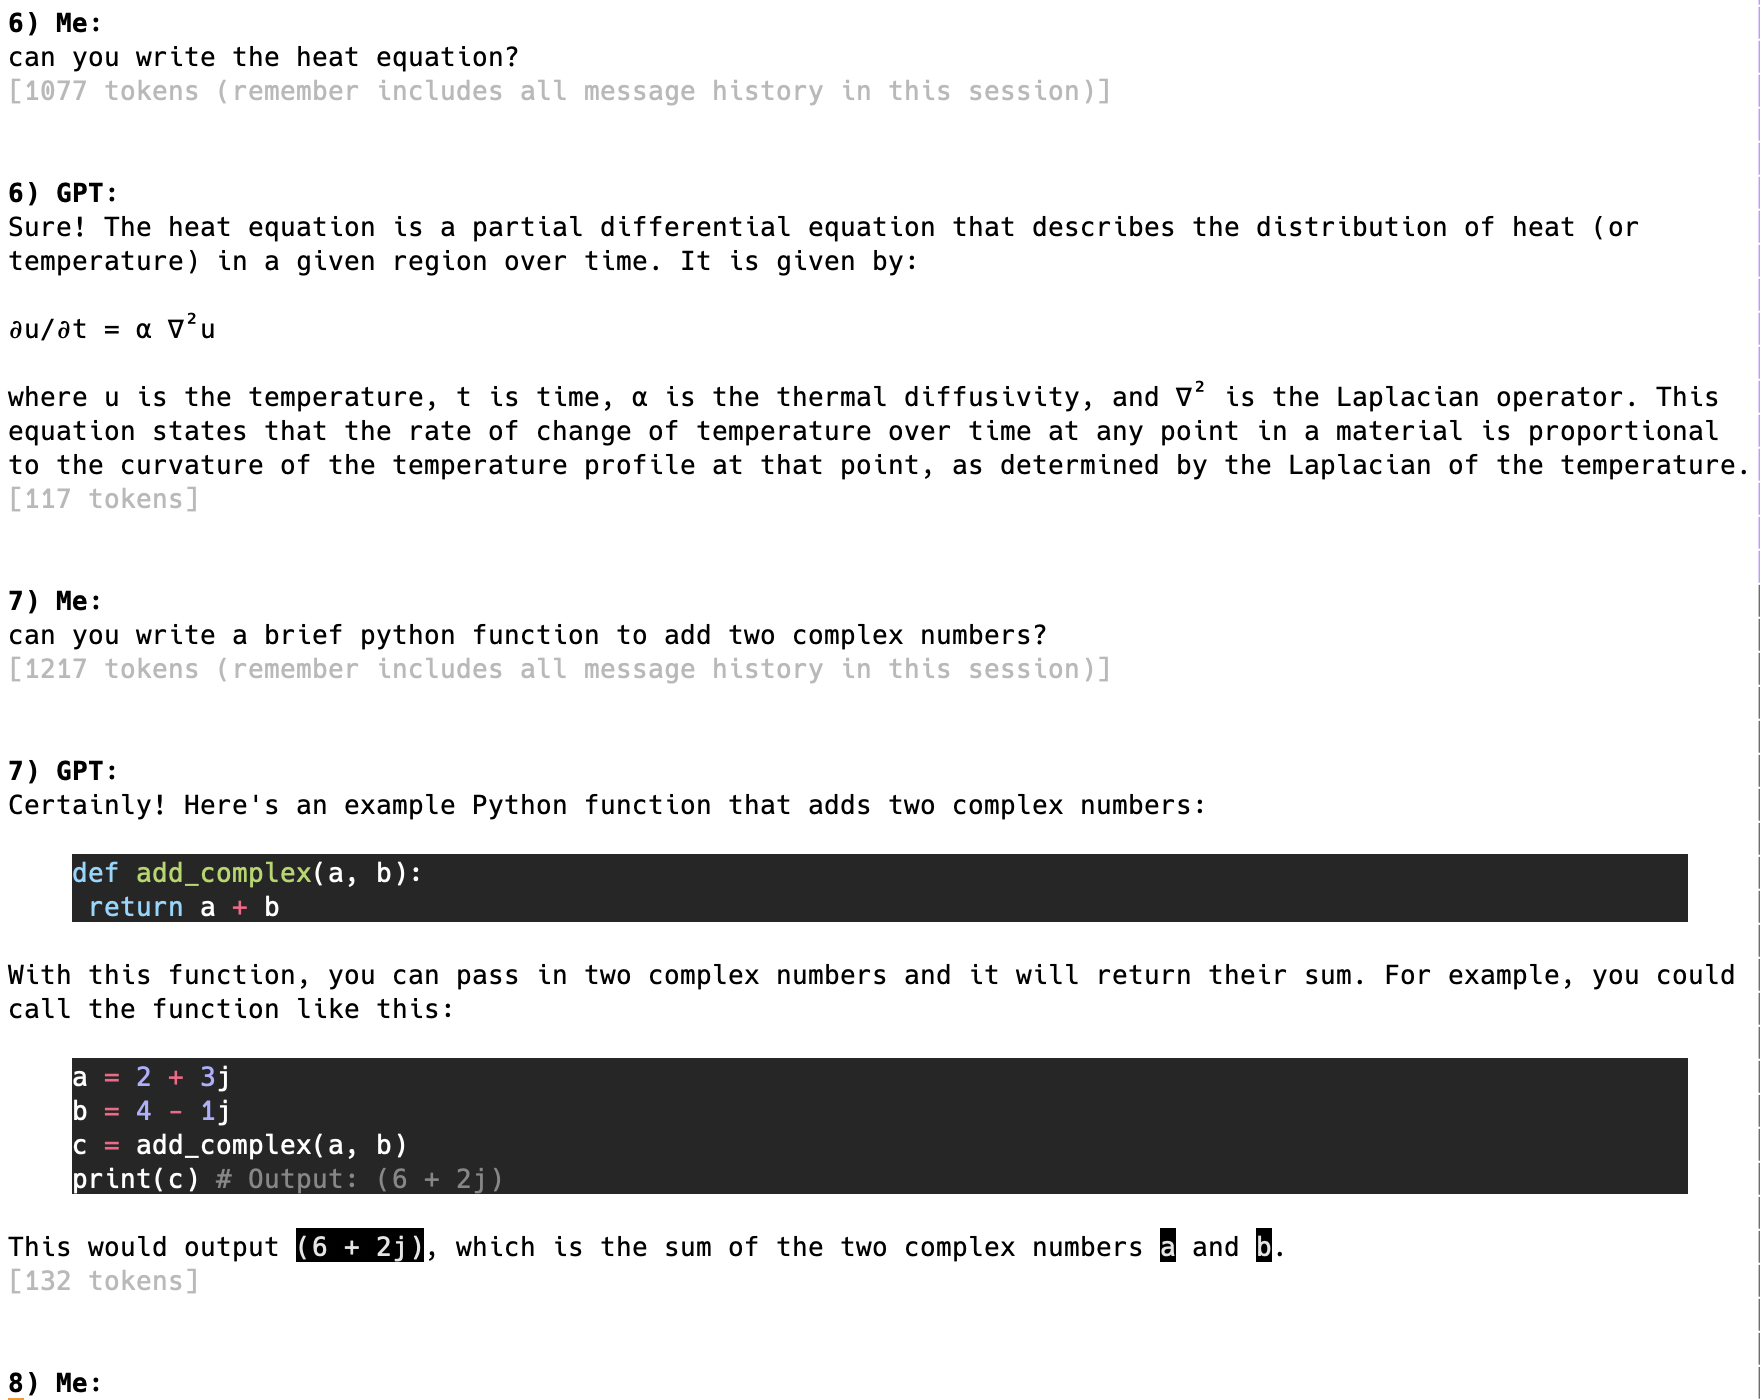 6) Me:
can you write the heat equation?
[1077 tokens (remember includes all message history in this session)]
6) GPT:
Sure! The heat equation is a partial differential equation that describes the distribution of heat (or
temperature) in a given region over time. It is given by:
∂u/∂t = α ∇²u
where u is the temperature, t is time, α is the thermal diffusivity, and ∇² is the Laplacian operator. This
equation states that the rate of change of temperature over time at any point in a material is proportional
to the curvature of the temperature profile at that point, as determined by the Laplacian of the temperature.
[117 tokens]
7) Me:
can you write a brief python function to add two complex numbers?
[1217 tokens (remember includes all message history in this session)]
7) GPT:
Certainly! Here's an example Python function that adds two complex numbers:
def add_complex(a, b):
 return a + b
With this function, you can pass in two complex numbers and it will return their sum. For example, you could
call the function like this:
a = 2 + 3j
b = 4 - 1j
c = add_complex(a, b)
print(c) # Output: (6 + 2j)
This would output (6 + 2j), which is the sum of the two complex numbers a and b.
[132 tokens]
8) Me: